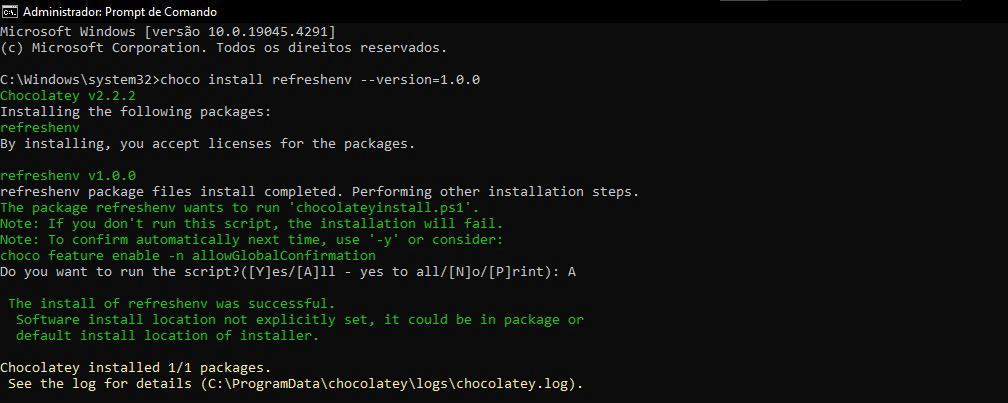 Administrador: Prompt de Comando
Microsoft Windows [versão 10.0.19045.4291]
(c) Microsoft Corporation. Todos os direitos reservados.
C:\Windows\system32>choco install refreshenv --version=1.0.0
Chocolatey v2.2.2
Installing the following packages:
refreshenv
By installing, you accept licenses for the packages.
refreshenv v1.0.0
refreshenv package files install completed. Performing other installation steps.
The package refreshenv wants to run 'chocolateyinstall.ps1'.
Note: If you don't run this script, the installation will fail.
Note: To confirm automatically next time, use '-y' or consider:
choco feature enable -n allowGlobalConfirmation
Do you want to run the script?([Y]es/[A]ll - yes to all/[N]o/[P]rint): A
The install of refreshenv was successful.
Software install location not explicitly set, it could be in package or
default install location of installer.
Chocolatey installed 1/1 packages.
See the log for details (C:\ProgramData\chocolatey\logs\chocolatey.log).